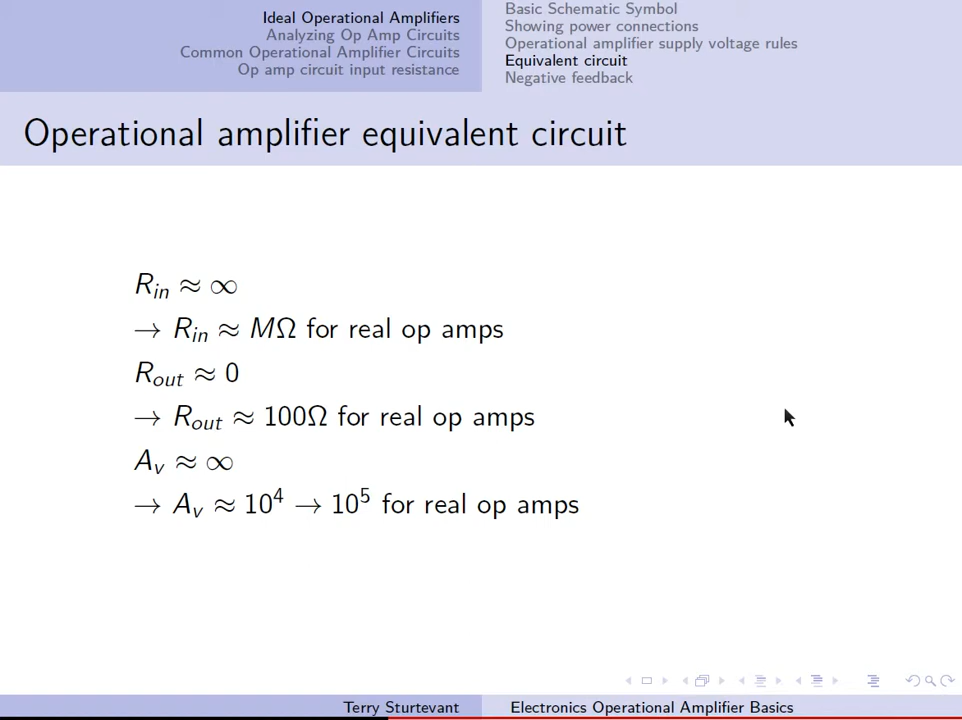 Ideal Operational Amplifiers
Analyzing Op Amp Circuits
Common Operational Amplifier Circuits
Op amp circuit input resistance
Basic Schematic Symbol
Showing power connections
Operational amplifier supply voltage rules
Equivalent circuit
Negative feedback
Operational amplifier equivalent circuit
R_in ≈ ∞
→ R_in ≈ MΩ for real op amps
R_out ≈ 0
→ R_out ≈ 100Ω for real op amps
A_v ≈ ∞
→ A_v ≈ 10^4 → 10^5 for real op amps
Terry Sturtevant
Electronics Operational Amplifier Basics